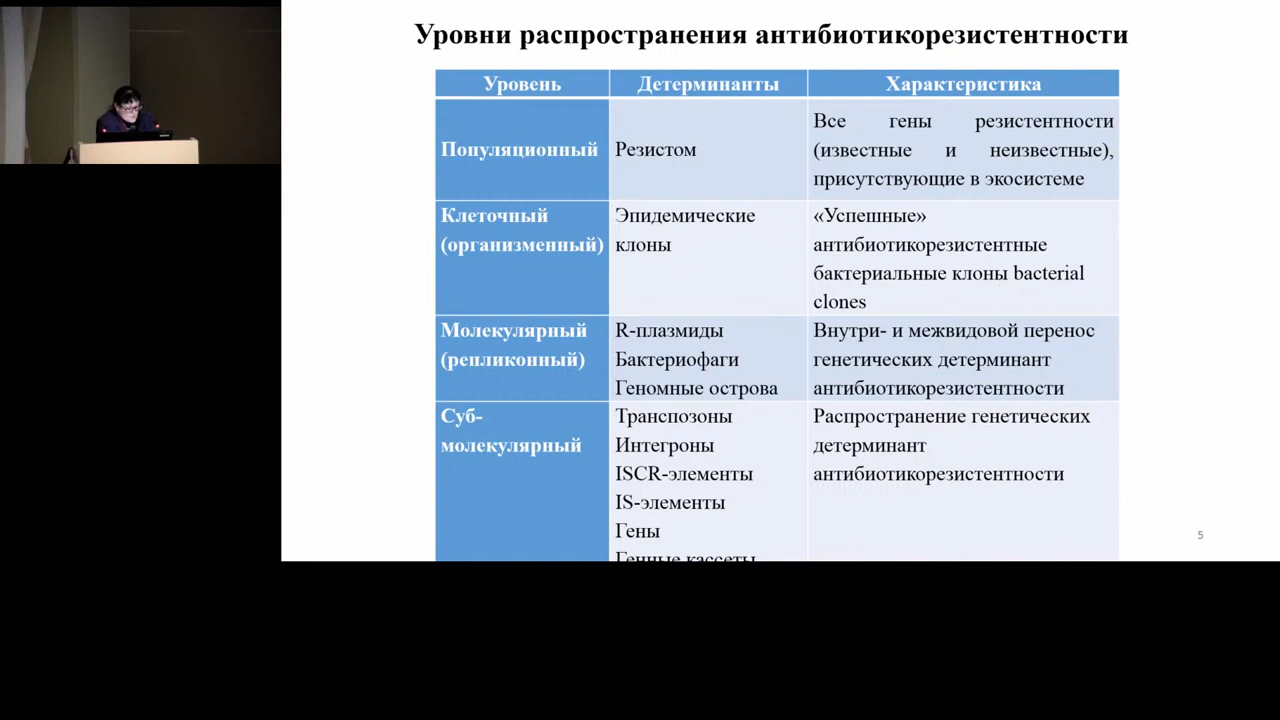 Уровни распространения антибиотикорезистентности
Уровень Детерминанты Характеристика
Популяционный
Резистом
Все гены резистентности
(известные и неизвестные),
присутствующие в экосистеме
Клеточный
(организменный)
Эпидемические
клоны
«Успешные»
антибиотикорезистентные
бактериальные клоны bacterial
clones
Молекулярный
(репликонный)
R-плазмиды
Бактериофаги
Геномные острова
Внутри- и межвидовой перенос
генетических детерминант
антибиотикорезистентности
Суб-
молекулярный
Транспозоны
Интегроны
ISCR-элементы
IS-элементы
Гены
Генные кассеты
Распространение генетических
детерминант
антибиотикорезистентности
5